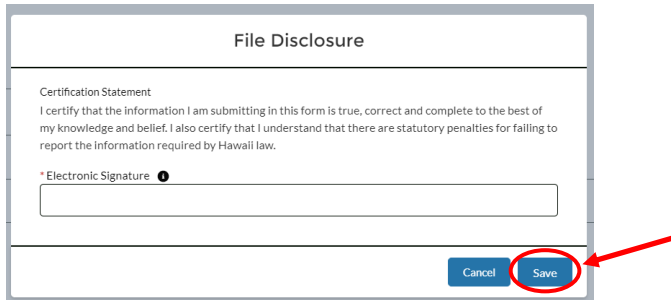 File Disclosure
Certification Statement
I certify that the information I am submitting in this form is true, correct and complete to the best of
my knowledge and belief. I also certify that I understand that there are statutory penalties for failing to
report the information required by Hawaii law.
* Electronic Signature i
Cancel Save